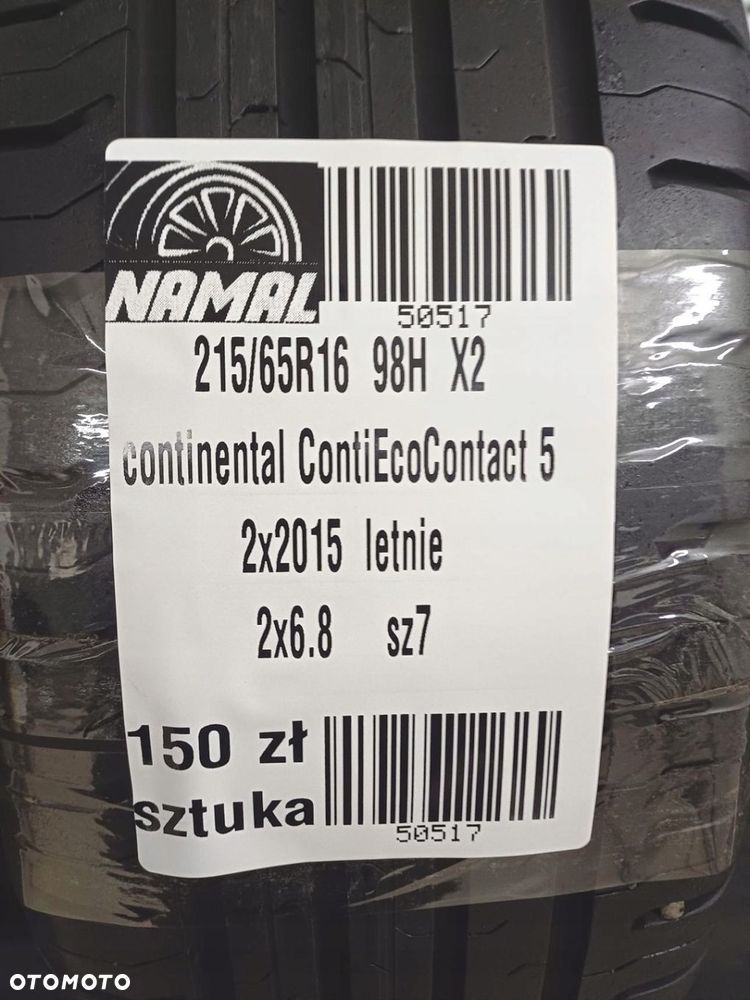 NAMAL
50517
215/65R16 98H X2
continental ContiEcoContact 5
2x2015 letnie
2x6.8 sz7
150 zł
sztuka
50517
OTOMOTO